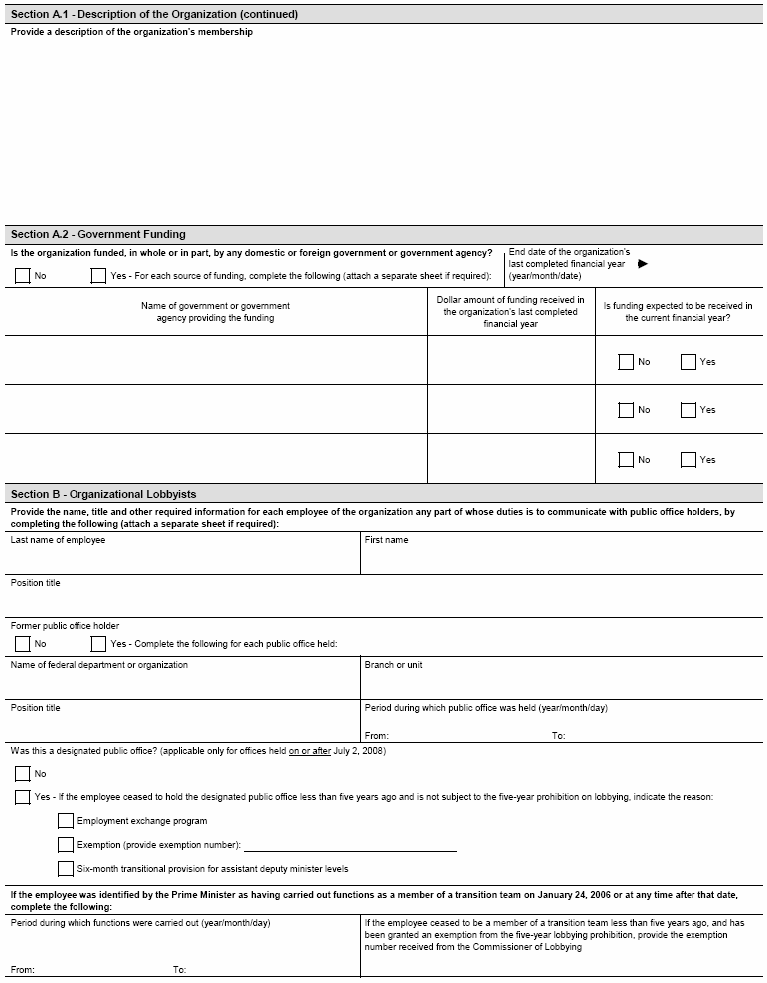 Section A.1 - Description of the Organization (continued)
Provide a description of the organization's membership
Section A.2 - Government Funding
Is the organization funded, in whole or in part, by any domestic or foreign government or government agency?
No
Yes - For each source of funding, complete the following (attach a separate sheet if required):
End date of the organization's
last completed financial year
(year/month/date)
Name of government or government
agency providing the funding
Dollar amount of funding received in
the organization's last completed
financial year
Is funding expected to be received in
the current financial year?
No Yes
No Yes
No Yes
Section B - Organizational Lobbyists
Provide the name, title and other required information for each employee of the organization any part of whose duties is to communicate with public office holders, by
completing the following (attach a separate sheet if required):
Last name of employee
First name
Position title
Former public office holder
No
Yes - Complete the following for each public office held:
Name of federal department or organization
Branch or unit
Position title
Period during which public office was held (year/month/day)
From: To:
Was this a designated public office? (applicable only for offices held on or after July 2, 2008)
No
Yes - If the employee ceased to hold the designated public office less than five years ago and is not subject to the five-year prohibition on lobbying, indicate the reason:
Employment exchange program
Exemption (provide exemption number):
Six-month transitional provision for assistant deputy minister levels
If the employee was identified by the Prime Minister as having carried out functions as a member of a transition team on January 24, 2006 or at any time after that date,
complete the following:
Period during which functions were carried out (year/month/day)
From: To:
If the employee ceased to be a member of a transition team less than five years ago, and has
been granted an exemption from the five-year lobbying prohibition, provide the exemption
number received from the Commissioner of Lobbying